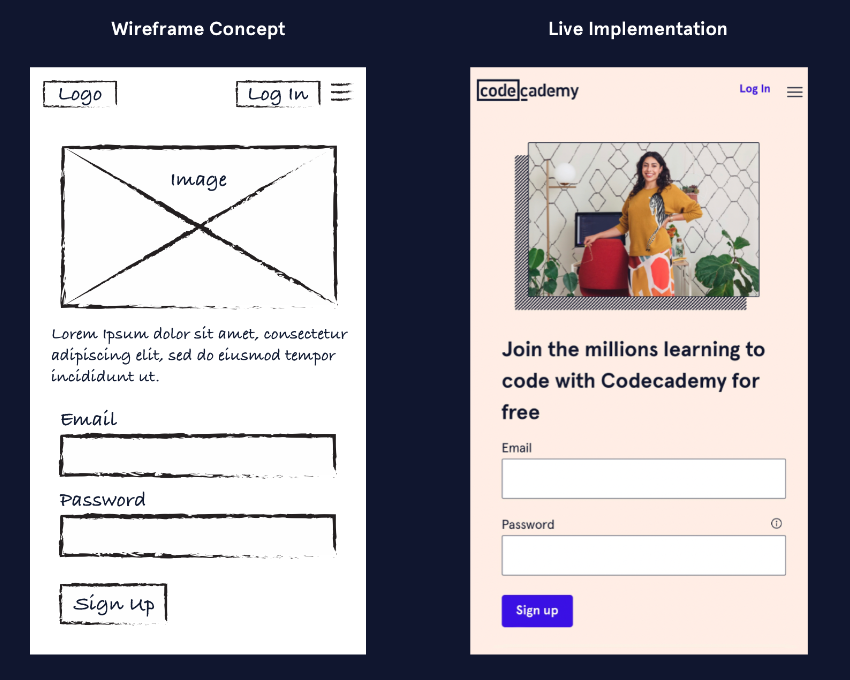 Wireframe Concept
Live Implementation
Logo
Log In
Image
Lorem Ipsum dolor sit amet, consectetur
adipiscing elit, sed do eiusmod tempor
incididunt ut.
Email
Password
Sign Up
codecademy
Log In
Join the millions learning to
code with Codecademy for
free
Email
Password
Sign up